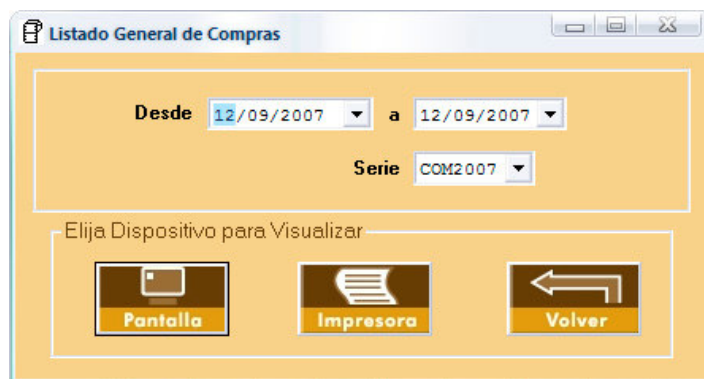 Listado General de Compras
Desde 12/09/2007 a 12/09/2007
Serie COM2007
Elija Dispositivo para Visualizar
Pantalla Impresora Volver